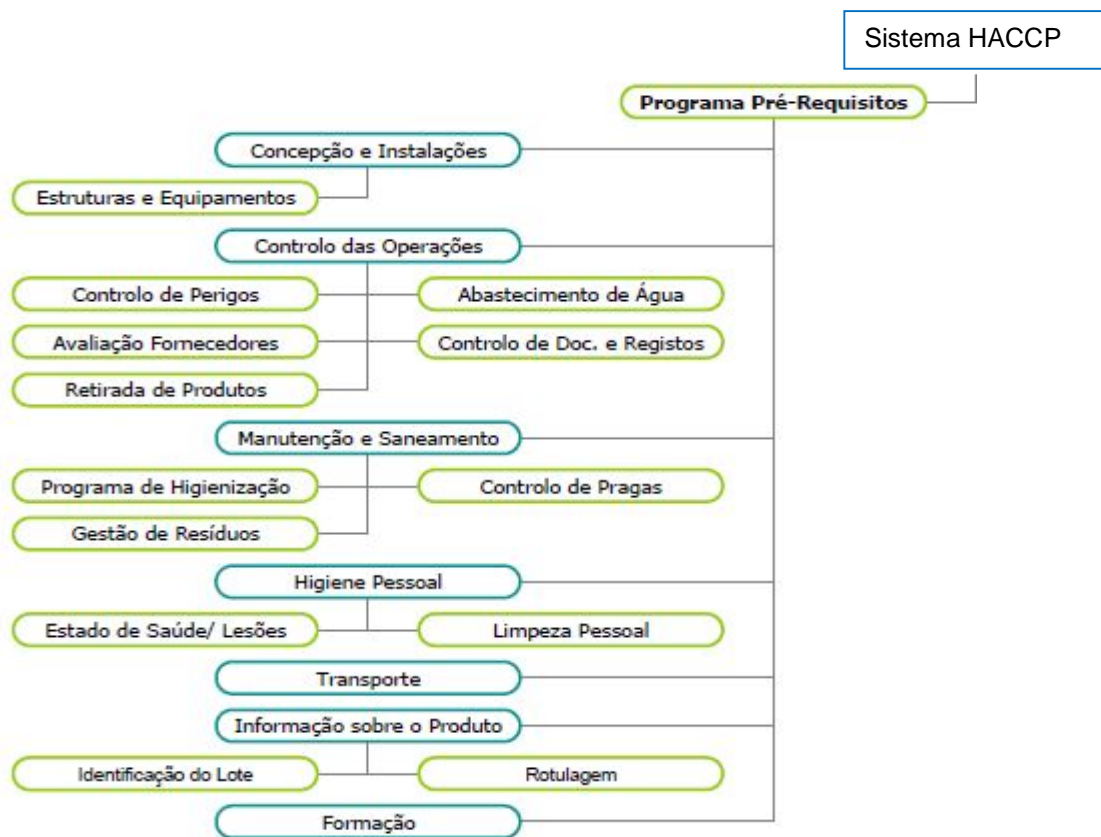 Sistema HACCP
Programa Pré-Requisitos
Concepção e Instalações
Estruturas e Equipamentos
Controlo das Operações
Controlo de Perigos
Abastecimento de Água
Avaliação Fornecedores
Controlo de Doc. e Registos
Retirada de Produtos
Manutenção e Saneamento
Programa de Higienização
Controlo de Pragas
Gestão de Resíduos
Higiene Pessoal
Estado de Saúde/ Lesões
Limpeza Pessoal
Transporte
Informação sobre o Produto
Identificação do Lote
Rotulagem
Formação